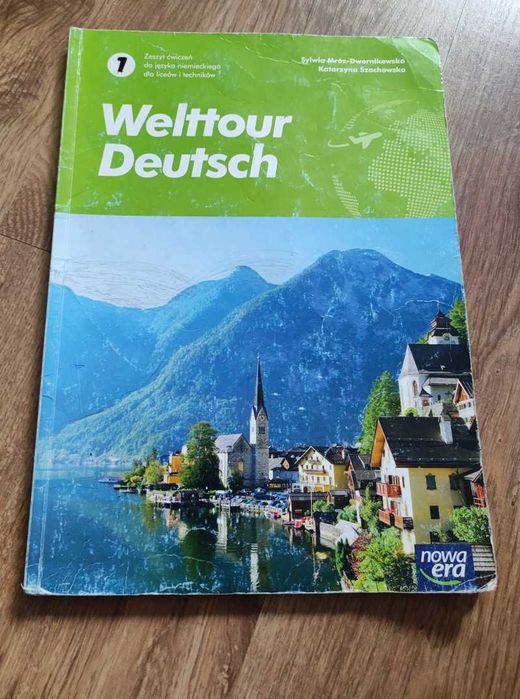 1
Zeszyt ćwiczeń
do języka niemieckiego
dla liceów i techników
Sylwia Mróz-Dwornikowska
Katarzyna Szachowska
Welttour
Deutsch
nowa
era